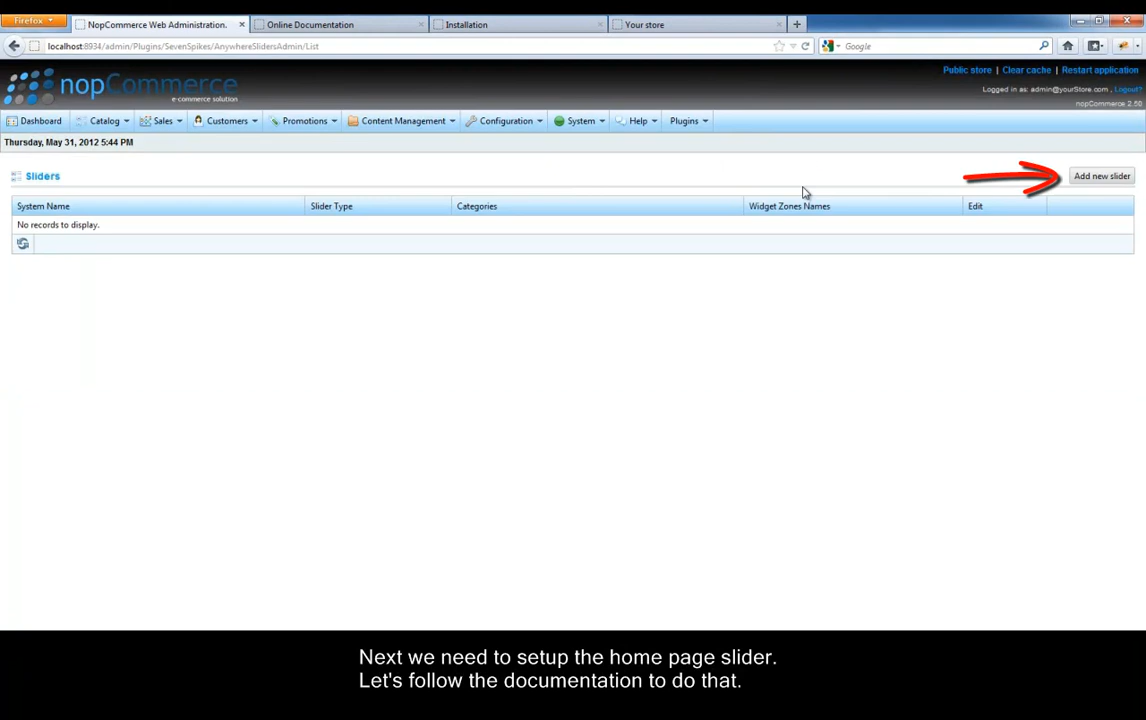 Firefox
NopCommerce Web Administration.
Online Documentation
Installation
Your store
localhost:8934/admin/Plugins/SevenSpikes/AnywhereSlidersAdmin/List
Google
nopCommerce
e-commerce solution
Public store | Clear cache | Restart application
Logged in as: admin@yourStore.com , Logout?
nopCommerce 2.50
Dashboard Catalog Sales Customers Promotions Content Management Configuration System Help Plugins
Thursday, May 31, 2012 5:44 PM
Sliders
Add new slider
System Name Slider Type Categories Widget Zones Names Edit
No records to display.
Next we need to setup the home page slider.
Let's follow the documentation to do that.